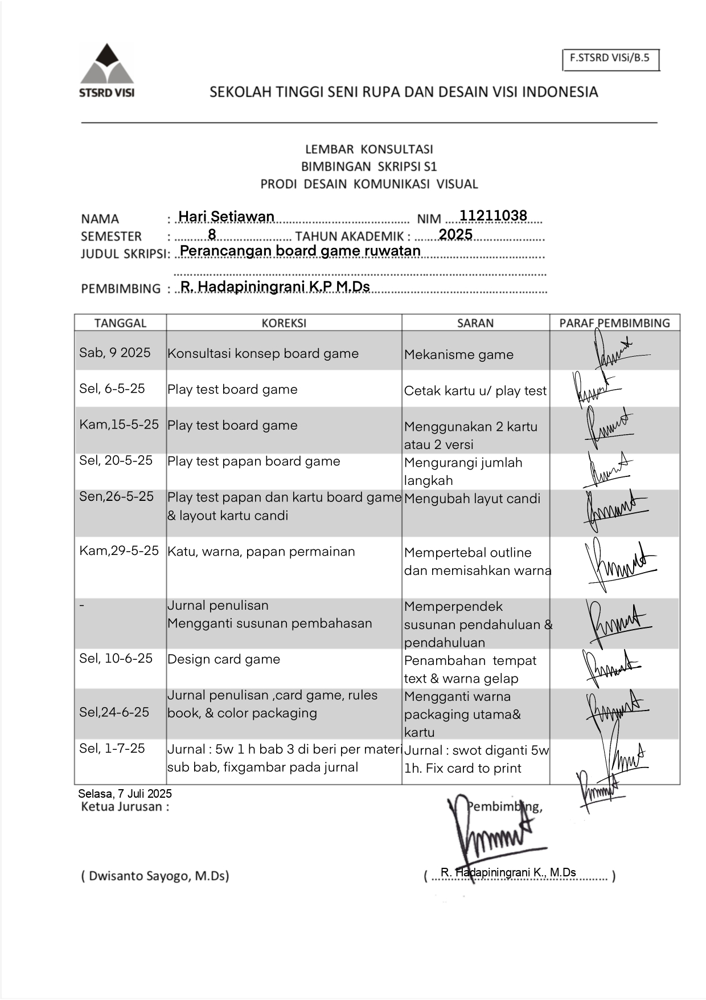 STSRD VISI
F.STSRD VISi/B.5
SEKOLAH TINGGI SENI RUPA DAN DESAIN VISI INDONESIA
LEMBAR KONSULTASI
BIMBINGAN SKRIPSI S1
PRODI DESAIN KOMUNIKASI VISUAL
NAMA : Hari Setiawan NIM 11211038
SEMESTER : 8 TAHUN AKADEMIK : 2025
JUDUL SKRIPSI: Perancangan board game ruwatan
PEMBIMBING : R. Hadapiningrani K.P M.Ds
TANGGAL KOREKSI SARAN PARAF PEMBIMBING
Sab, 9 2025 Konsultasi konsep board game Mekanisme game
Sel, 6-5-25 Play test board game Cetak kartu u/ play test
Kam,15-5-25 Play test board game Menggunakan 2 kartu
atau 2 versi
Sel, 20-5-25 Play test papan board game Mengurangi jumlah
langkah
Sen,26-5-25 Play test papan dan kartu board game Mengubah layut candi
& layout kartu candi
Kam,29-5-25 Katu, warna, papan permainan Mempertebal outline
dan memisahkan warna
- Jurnal penulisan Memperpendek
Mengganti susunan pembahasan susunan pendahuluan &
pendahuluan
Sel, 10-6-25 Design card game Penambahan tempat
text & warna gelap
Jurnal penulisan ,card game, rules Mengganti warna
Sel,24-6-25 book, & color packaging packaging utama&
kartu
Sel, 1-7-25 Jurnal : 5w 1 h bab 3 di beri per materi Jurnal : swot diganti 5w
sub bab, fixgambar pada jurnal 1h. Fix card to print
Selasa, 7 Juli 2025
Ketua Jurusan : Pembimbing,
( Dwisanto Sayogo, M.Ds) ( R. Hadapiningrani K., M.Ds )